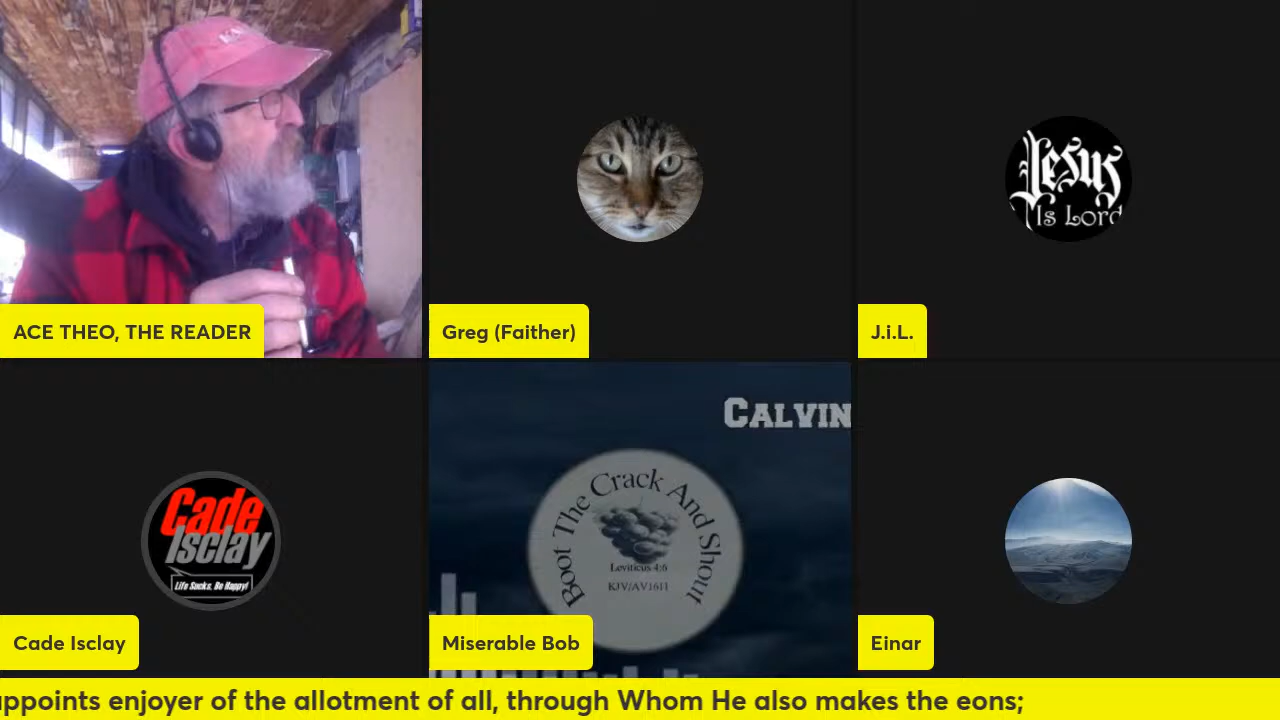 ACE THEO, THE READER
Greg (Faither)
Jesus
Is Lord
J.i.L.
Cade
Isclay
Life Sucks. Be Happy!
Cade Isclay
CALVIN
Boot The Crack And Shout
Leviticus 4:6
KJV/AV1611
Miserable Bob
Einar
appoints enjoyer of the allotment of all, through Whom He also makes the eons;